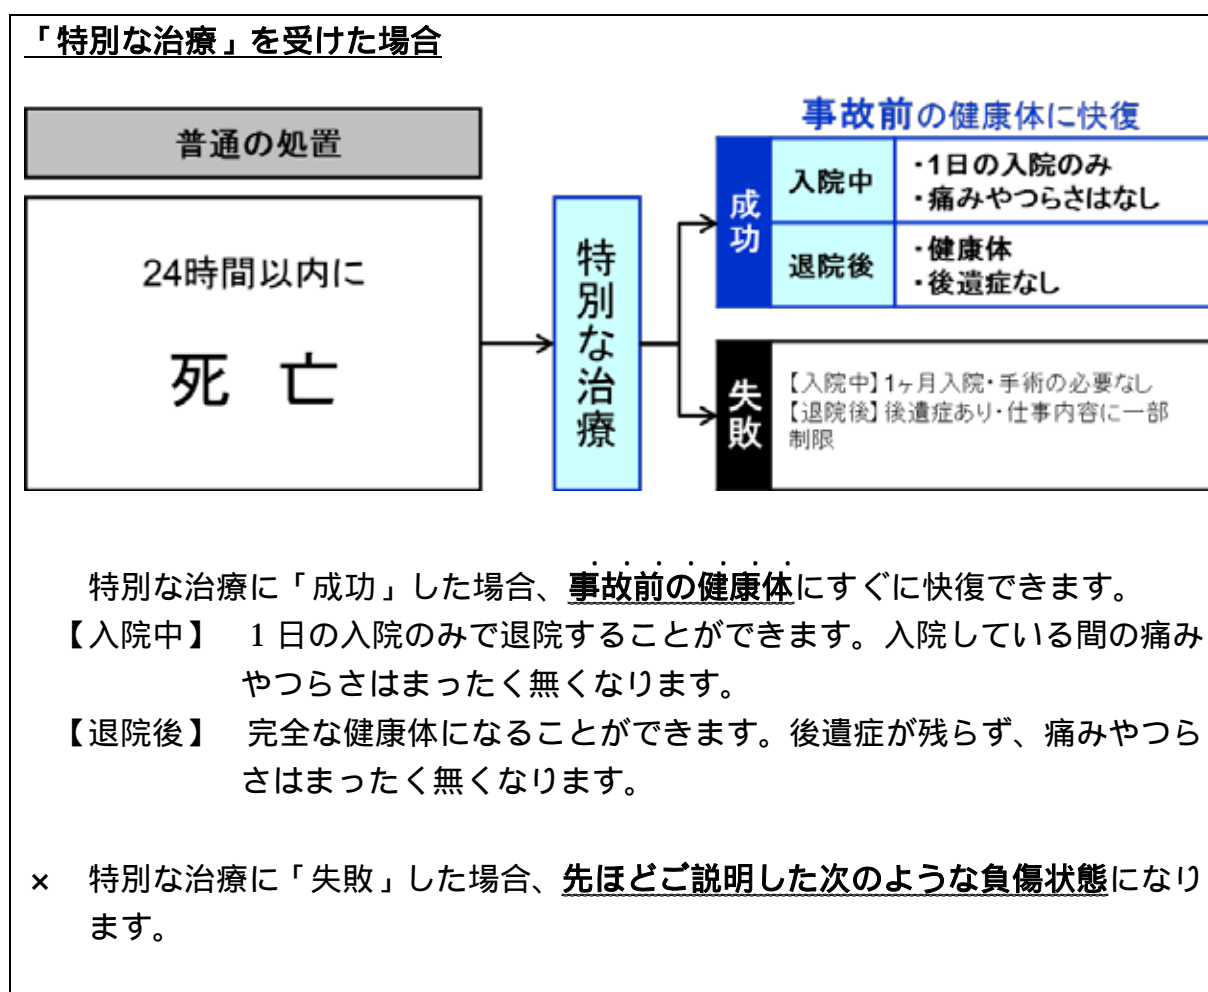 「特別な治療」を受けた場合
普通の処置
24時間以内に
死 亡
特別な治療
事故前の健康体に快復
成功
入院中
・1日の入院のみ
・痛みやつらさはなし
退院後
・健康体
・後遺症なし
失敗
【入院中】1ヶ月入院・手術の必要なし
【退院後】後遺症あり・仕事内容に一部
制限
特別な治療に「成功」した場合、事故前の健康体にすぐに快復できます。
【入院中】 1日の入院のみで退院することができます。入院している間の痛み
やつらさはまったく無くなります。
【退院後】 完全な健康体になることができます。後遺症が残らず、痛みやつら
さはまったく無くなります。
× 特別な治療に「失敗」した場合、先ほどご説明した次のような負傷状態になり
ます。